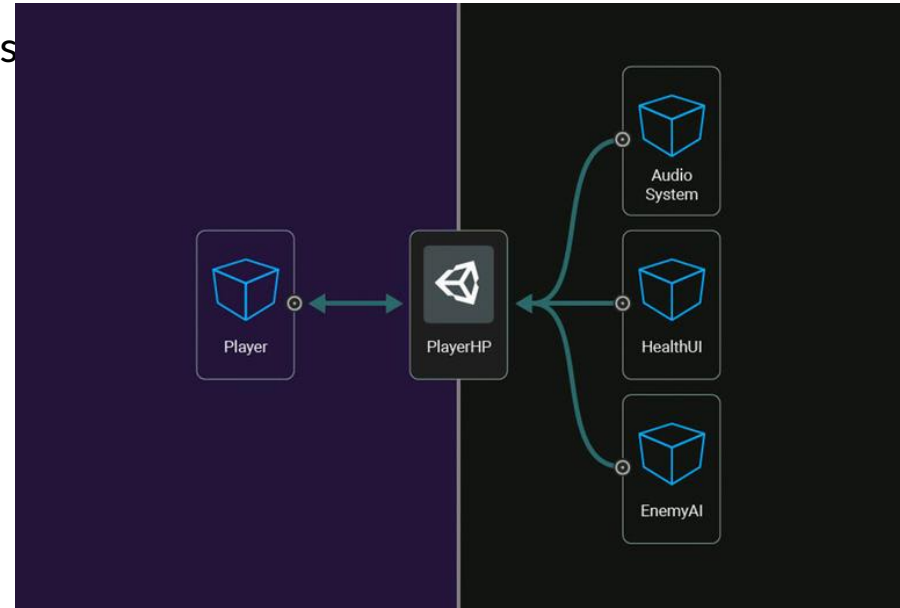 s
Audio
System
Player
PlayerHP
HealthUI
EnemyAI